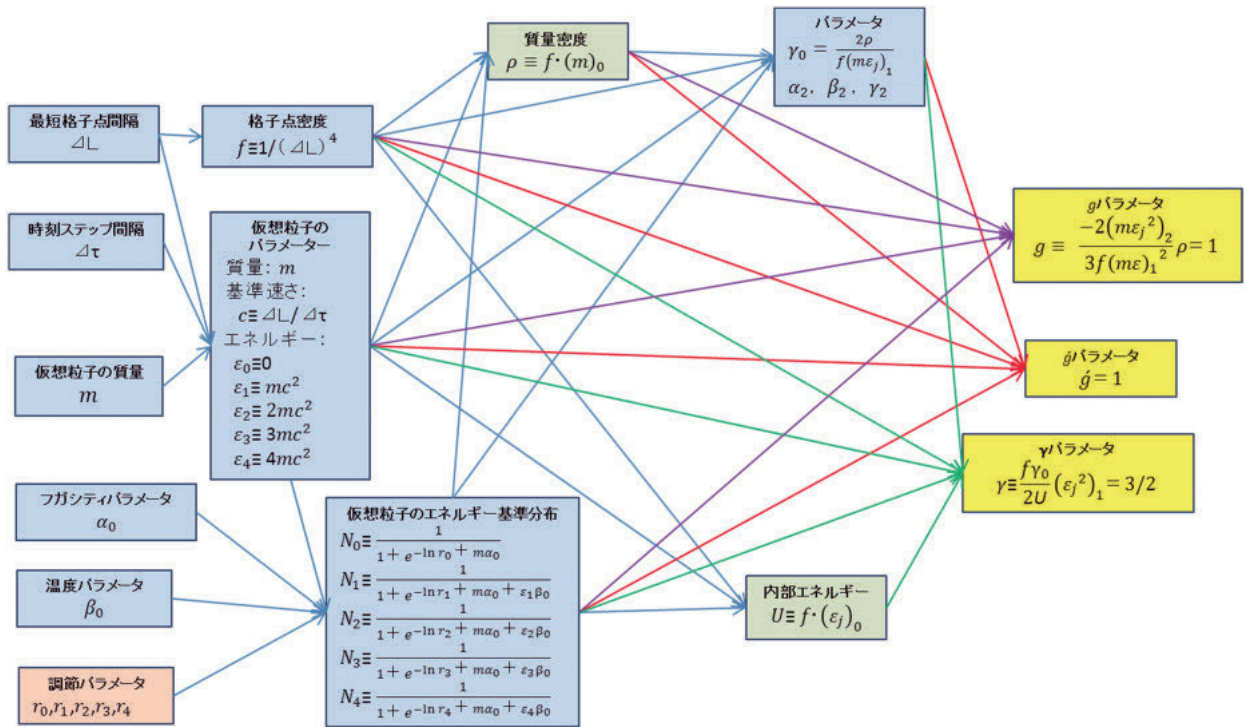 最短格子点間隔
⊿L
時刻ステップ間隔
⊿τ
仮想粒子の質量
m
フガシティパラメータ
α₀
温度パラメータ
β₀
調節パラメータ
r₀,r₁,r₂,r₃,r₄
格子点密度
f≡1/(⊿L)⁴
仮想粒子の
パラメーター
質量: m
基準速さ:
c≡⊿L/⊿τ
エネルギー:
ε₀≡0
ε₁≡ mc²
ε₂≡ 2mc²
ε₃≡ 3mc²
ε₄≡ 4mc²
仮想粒子のエネルギー基準分布
N₀≡ 1/(1 + e^(−ln r₀ + mα₀))
N₁≡ 1/(1 + e^(−ln r₁ + mα₀ + ε₁β₀))
N₂≡ 1/(1 + e^(−ln r₂ + mα₀ + ε₂β₀))
N₃≡ 1/(1 + e^(−ln r₃ + mα₀ + ε₃β₀))
N₄≡ 1/(1 + e^(−ln r₄ + mα₀ + ε₄β₀))
質量密度
ρ ≡ f·(m)₀
パラメータ
γ₀ = 2ρ/f(mεⱼ)₁
α₂, β₂, γ₂
内部エネルギー
U≡ f·(εⱼ)₀
gパラメータ
g ≡ −2(mεⱼ²)₂/3f(mε)₁² ρ= 1
ǵパラメータ
ǵ= 1
γパラメータ
γ≡ fγ₀/2U (εⱼ²)₁= 3/2